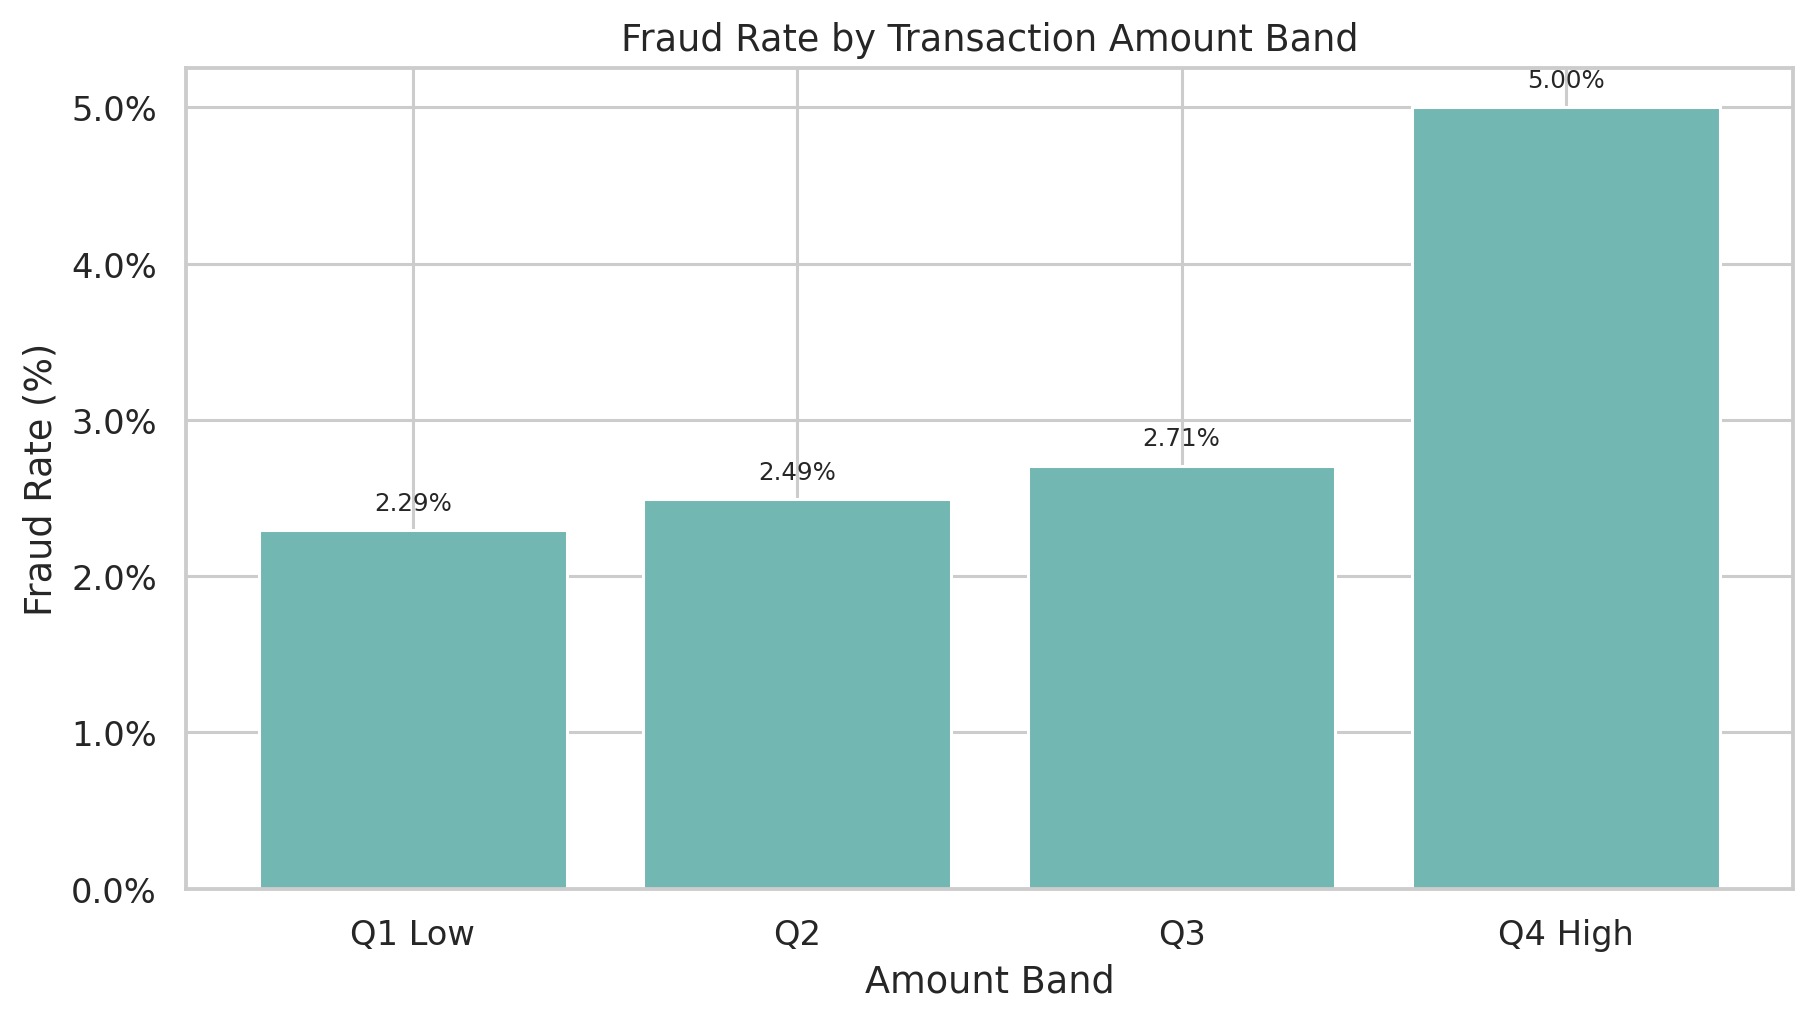 Fraud Rate by Transaction Amount Band
Fraud Rate (%)
5.0%
4.0%
3.0%
2.0%
1.0%
0.0%
2.29%
2.49%
2.71%
5.00%
Q1 Low
Q2
Q3
Q4 High
Amount Band